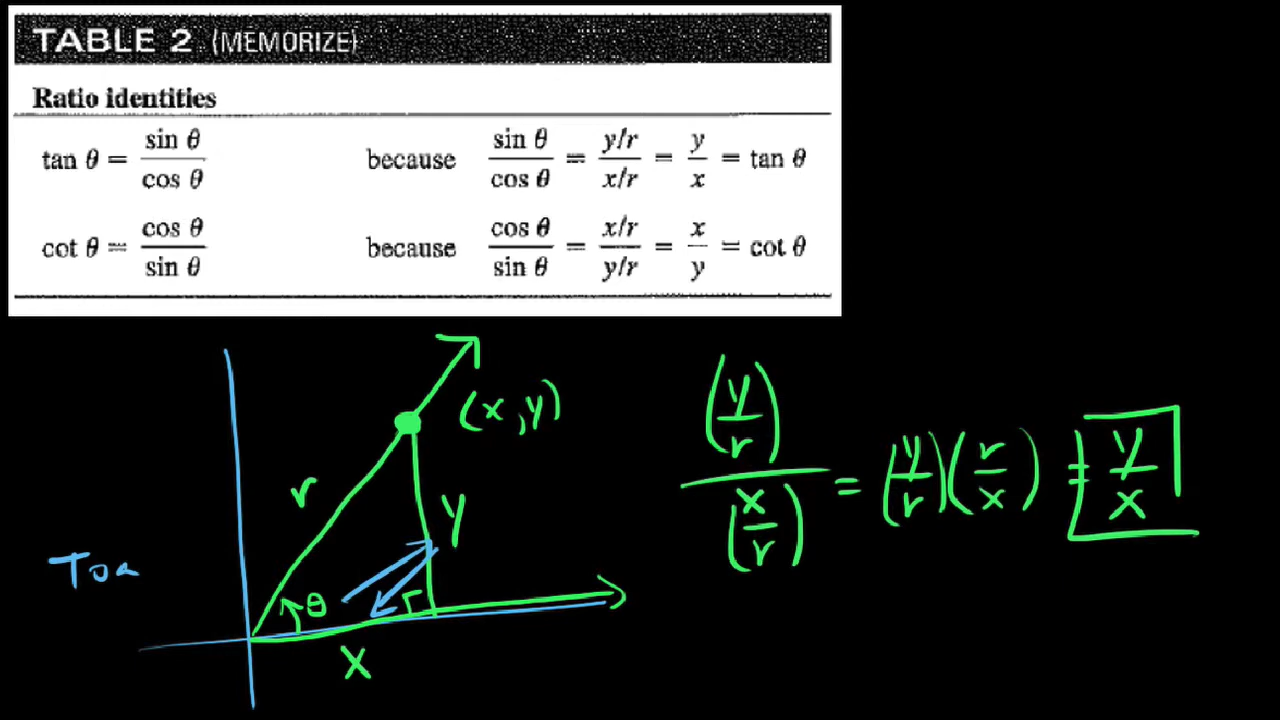 TABLE 2 (MEMORIZE)
Ratio identities
tan θ = sin θ / cos θ because sin θ / cos θ = y/r / x/r = y / x = tan θ
cot θ = cos θ / sin θ because cos θ / sin θ = x/r / y/r = x / y = cot θ
(x,y)
r
y
Toa
θ
x
(y/r) / (x/r) = (y/r)(r/x) = y/x